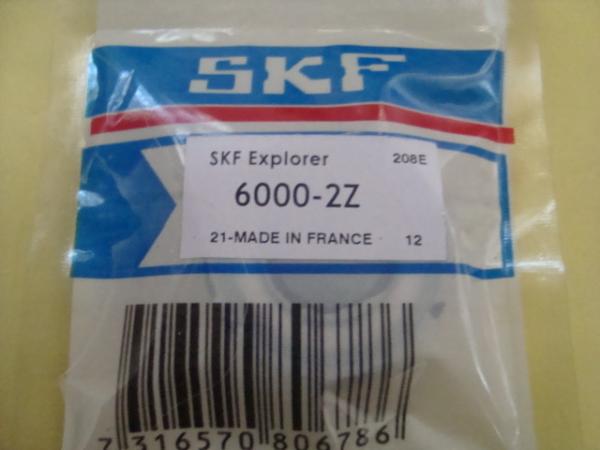 SKF
SKF Explorer 208E
6000-2Z
21-MADE IN FRANCE 12
7 316570 806786